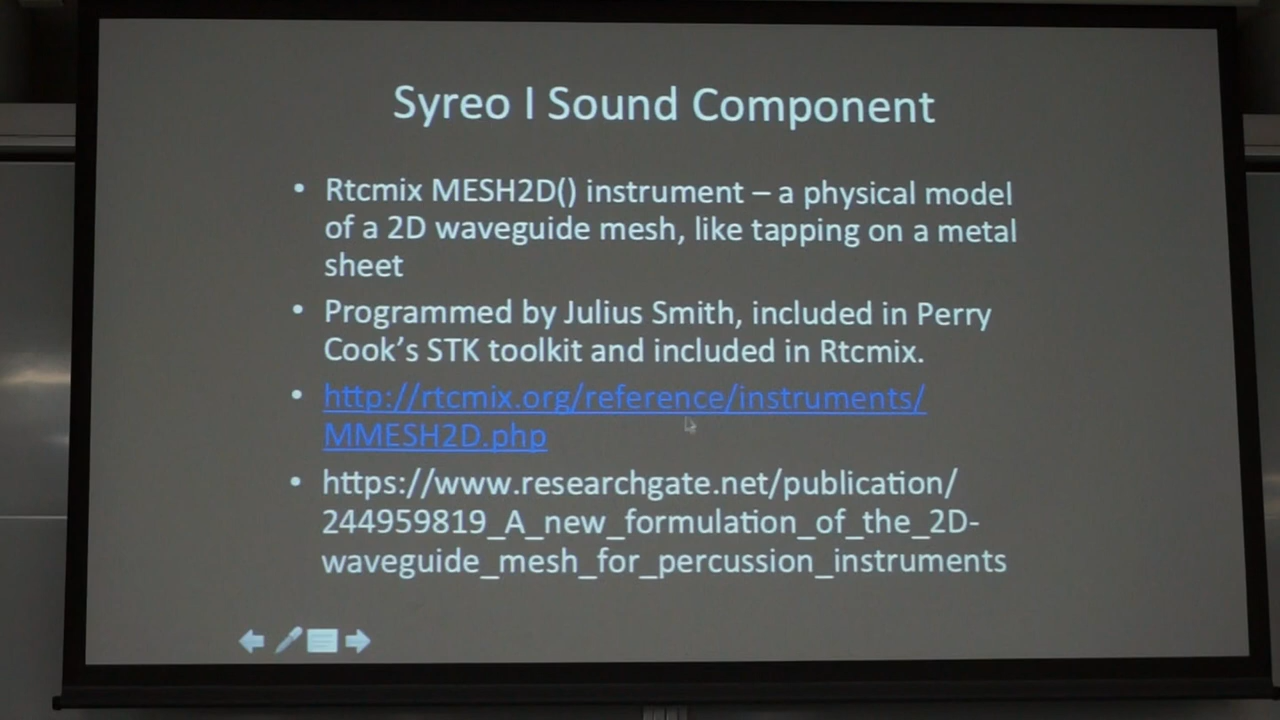 Syreo I Sound Component
• Rtcmix MESH2D() instrument – a physical model
of a 2D waveguide mesh, like tapping on a metal
sheet
• Programmed by Julius Smith, included in Perry
Cook’s STK toolkit and included in Rtcmix.
• http://rtcmix.org/reference/instruments/
MMESH2D.php
• https://www.researchgate.net/publication/
244959819_A_new_formulation_of_the_2D-
waveguide_mesh_for_percussion_instruments